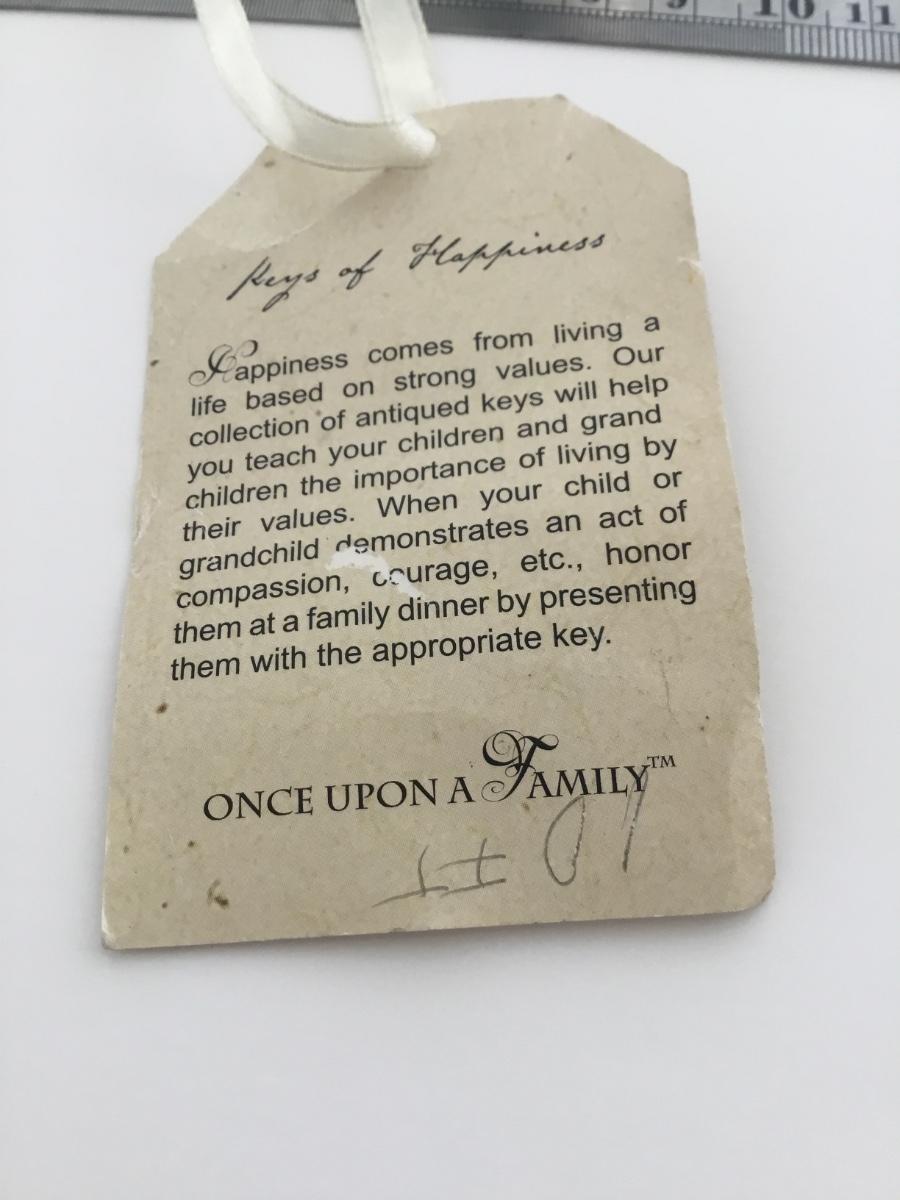 10 11
Keys of Happiness
Happiness comes from living a
life based on strong values. Our
collection of antiqued keys will help
you teach your children and grand
children the importance of living by
their values. When your child or
grandchild demonstrates an act of
compassion, courage, etc., honor
them at a family dinner by presenting
them with the appropriate key.
ONCE UPON A FAMILY™